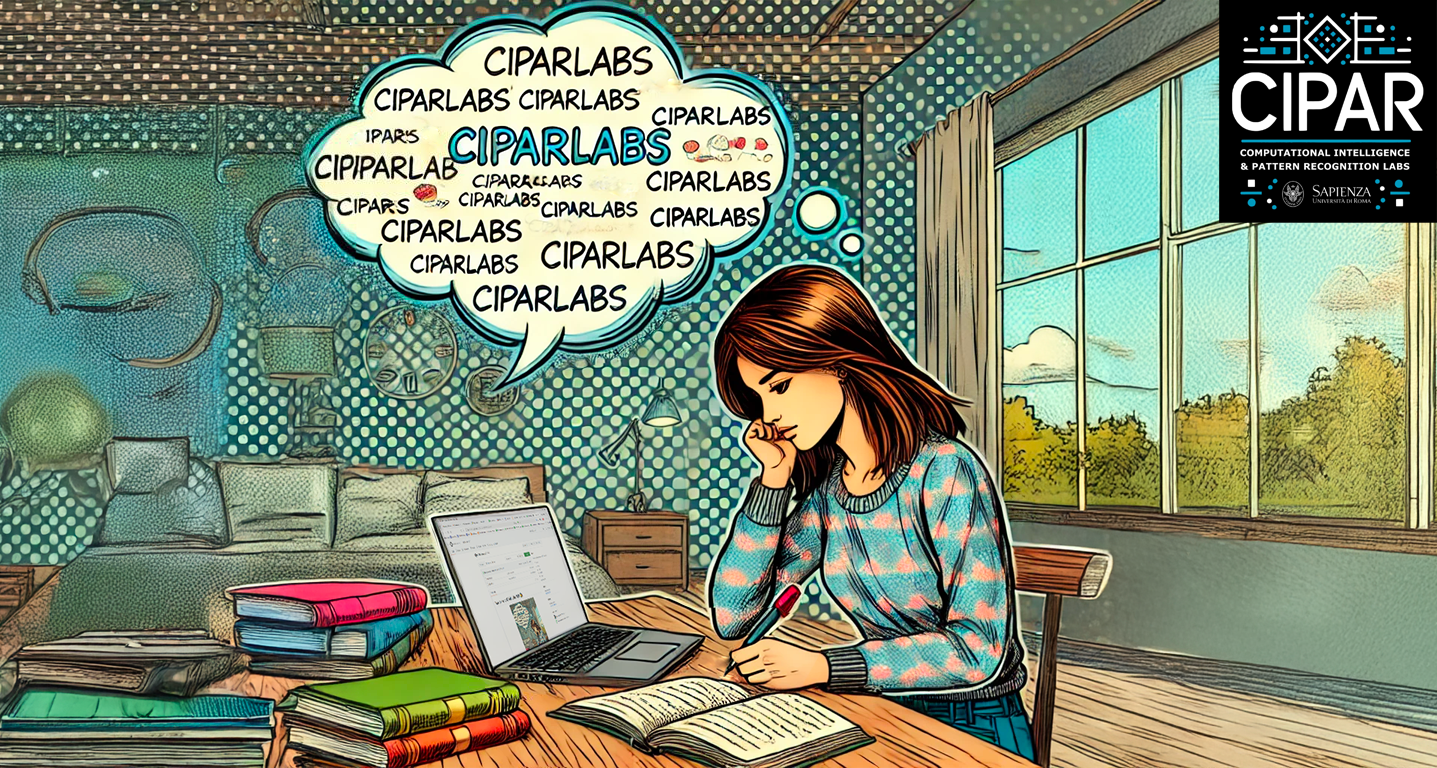 CIPARLABS
CIPARLABS CIPARLABS
CIPARLABS
IPARS
CIPARLABS
CIPIPARLAB
CIPARLABS
CIPARS
CIPARLABS
CIPARLABS
CIPARLABS
CIPARLABS
CIPARLABS
CIPARLABS
CIPARLABS
CIPAR
COMPUTATIONAL INTELLIGENCE
& PATTERN RECOGNITION LABS
SAPIENZA
UNIVERSITÀ DI ROMA